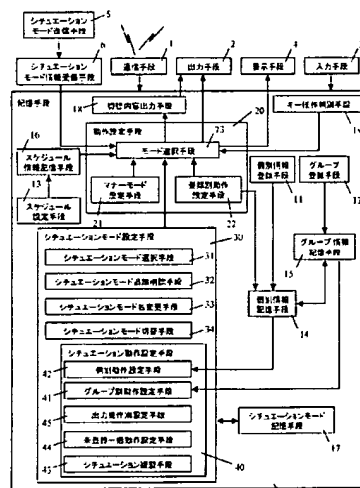 シチュエーション
モード送信手段
5
シチュエーション
モード情報受信手段
6
通信手段
1
出力手段
2
表示手段
4
入力手段
記憶手段
切替内容出力手段
18
20
動作設定手段
23
モード選択手段
キー操作判別手段
16
スケジュール
情報記憶手段
13
スケジュール
設定手段
マナーモード
設定手段
21
登録別動作
設定手段
22
個別情報
登録手段
11
グループ
登録手段
12
グループ情報
記憶手段
15
個別情報
記憶手段
14
シチュエーションモード設定手段
30
シチュエーションモード選択手段
31
シチュエーションモード追加削除手段
32
シチュエーションモード名変更手段
33
シチュエーションモード切替手段
34
シチュエーション動作設定手段
個別動作設定手段
42
グループ別動作設定手段
41
45
未登録一括動作設定手段
44
シチュエーション複製手段
43
40
シチュエーションモード
記憶手段
17